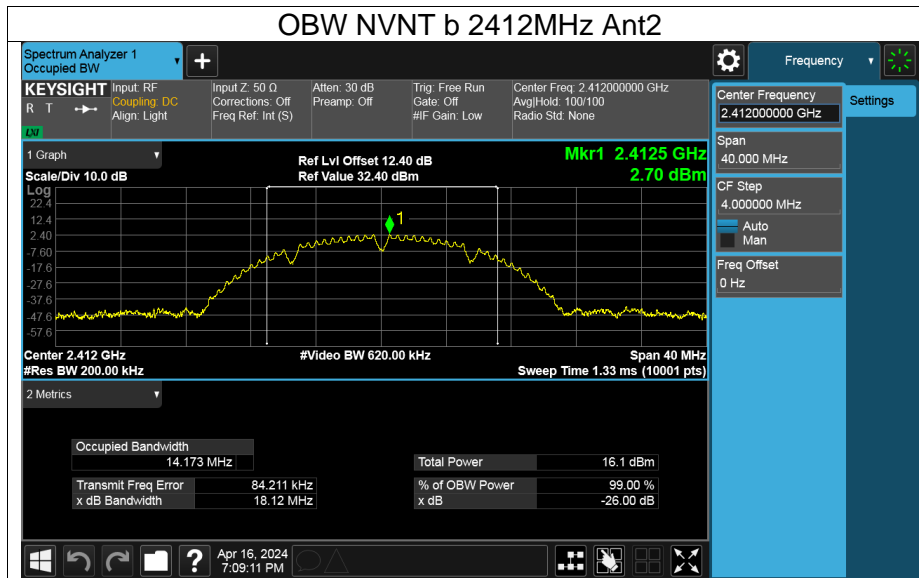 OBW NVNT b 2412MHz Ant2
Spectrum Analyzer 1
Occupied BW
+
Frequency
KEYSIGHT
R T
LXI
Input: RF
Coupling: DC
Align: Light
Input Z: 50 Ω
Corrections: Off
Freq Ref: Int (S)
Atten: 30 dB
Preamp: Off
Trig: Free Run
Gate: Off
#IF Gain: Low
Center Freq: 2.412000000 GHz
Avg|Hold: 100/100
Radio Std: None
Center Frequency
2.412000000 GHz
Settings
Span
40.000 MHz
CF Step
4.000000 MHz
Auto
Man
Freq Offset
0 Hz
1 Graph
Scale/Div 10.0 dB
Ref Lvl Offset 12.40 dB
Ref Value 32.40 dBm
Mkr1 2.4125 GHz
2.70 dBm
Log
22.4
12.4
2.40
-7.60
-17.6
-27.6
-37.6
-47.6
-57.6
1
Center 2.412 GHz
#Video BW 620.00 kHz
Span 40 MHz
#Res BW 200.00 kHz
Sweep Time 1.33 ms (10001 pts)
2 Metrics
Occupied Bandwidth
14.173 MHz
Total Power 16.1 dBm
Transmit Freq Error 84.211 kHz
% of OBW Power 99.00 %
x dB Bandwidth 18.12 MHz
x dB -26.00 dB
?
Apr 16, 2024
7:09:11 PM